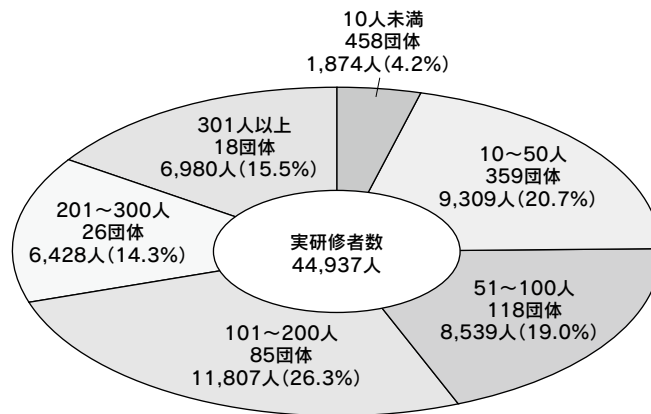 10人未満
458団体
1,874人(4.2%)
10～50人
359団体
9,309人(20.7%)
51～100人
118団体
8,539人(19.0%)
101～200人
85団体
11,807人(26.3%)
201～300人
26団体
6,428人(14.3%)
301人以上
18団体
6,980人(15.5%)
実研修者数
44,937人